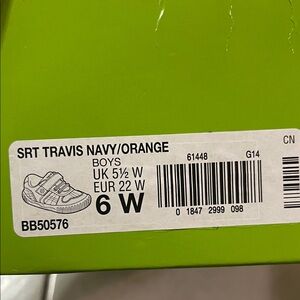 SRT TRAVIS NAVY/ORANGE
BOYS
UK 5½ W
EUR 22 W
6 W
BB50576
61448 G14
0 1847 2999 098
CN